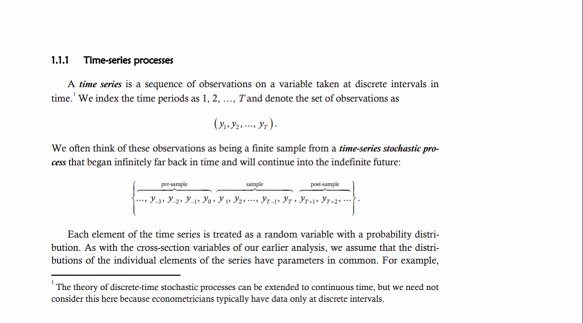 1.1.1 Time-series processes
A time series is a sequence of observations on a variable taken at discrete intervals in
time.¹ We index the time periods as 1, 2, ..., T and denote the set of observations as
(y₁, y₂, ..., y_T).
We often think of these observations as being a finite sample from a time-series stochastic pro-
cess that began infinitely far back in time and will continue into the indefinite future:
pre-sample sample post-sample
{..., y₋₃, y₋₂, y₋₁, y₀, y₁, y₂, ..., y_T₋₁, y_T, y_T₊₁, y_T₊₂, ...}.
Each element of the time series is treated as a random variable with a probability distri-
bution. As with the cross-section variables of our earlier analysis, we assume that the distri-
butions of the individual elements of the series have parameters in common. For example,
¹ The theory of discrete-time stochastic processes can be extended to continuous time, but we need not
consider this here because econometricians typically have data only at discrete intervals.